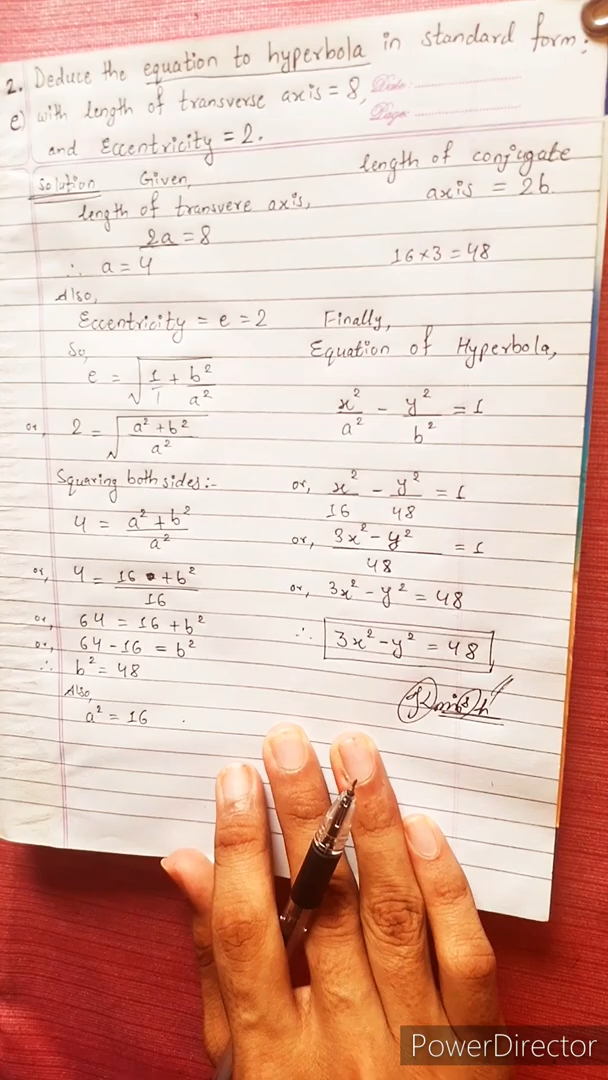 2. Deduce the equation to hyperbola in standard form:
e) with length of transverse axis = 8,
Date:
Page:
and Eccentricity = 2.
Solution Given,
length of transvere axis,
2a = 8
∴ a = 4
Also,
Eccentricity = e = 2
So,
e = √(1/1 + b²/a²)
or, 2 = √((a² + b²)/a²)
Squaring both sides :-
4 = (a² + b²)/a²
or, 4 = (16 + b²)/16
or, 64 = 16 + b²
or, 64 - 16 = b²
∴ b² = 48
Also,
a² = 16
length of conjugate
axis = 2b
16 × 3 = 48
Finally,
Equation of Hyperbola,
x²/a² - y²/b² = 1
or, x²/16 - y²/48 = 1
or, (3x² - y²)/48 = 1
or, 3x² - y² = 48
∴ 3x² - y² = 48
PowerDirector